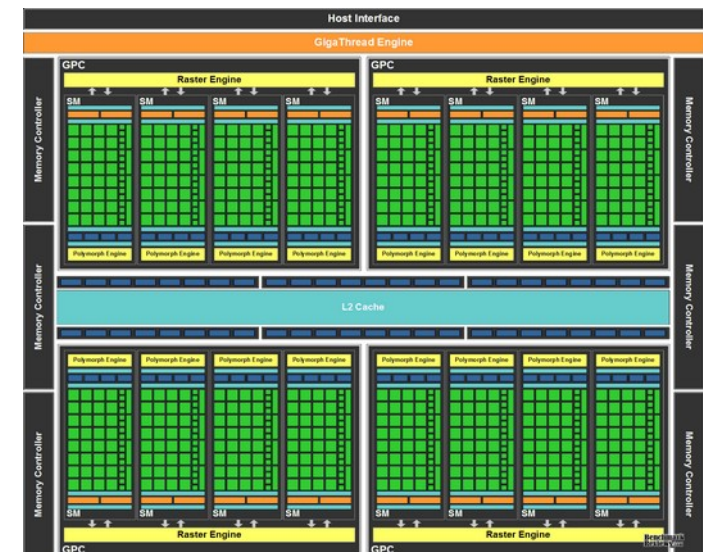 Host Interface
GigaThread Engine
GPC GPC
Raster Engine Raster Engine
SM SM SM SM SM SM SM SM
Memory Controller Memory Controller
Polymorph Engine Polymorph Engine Polymorph Engine Polymorph Engine Polymorph Engine Polymorph Engine Polymorph Engine Polymorph Engine
Memory Controller Memory Controller
L2 Cache
Polymorph Engine Polymorph Engine Polymorph Engine Polymorph Engine Polymorph Engine Polymorph Engine Polymorph Engine Polymorph Engine
Memory Controller Memory Controller
SM SM SM SM SM SM SM SM
Raster Engine Raster Engine
GPC GPC